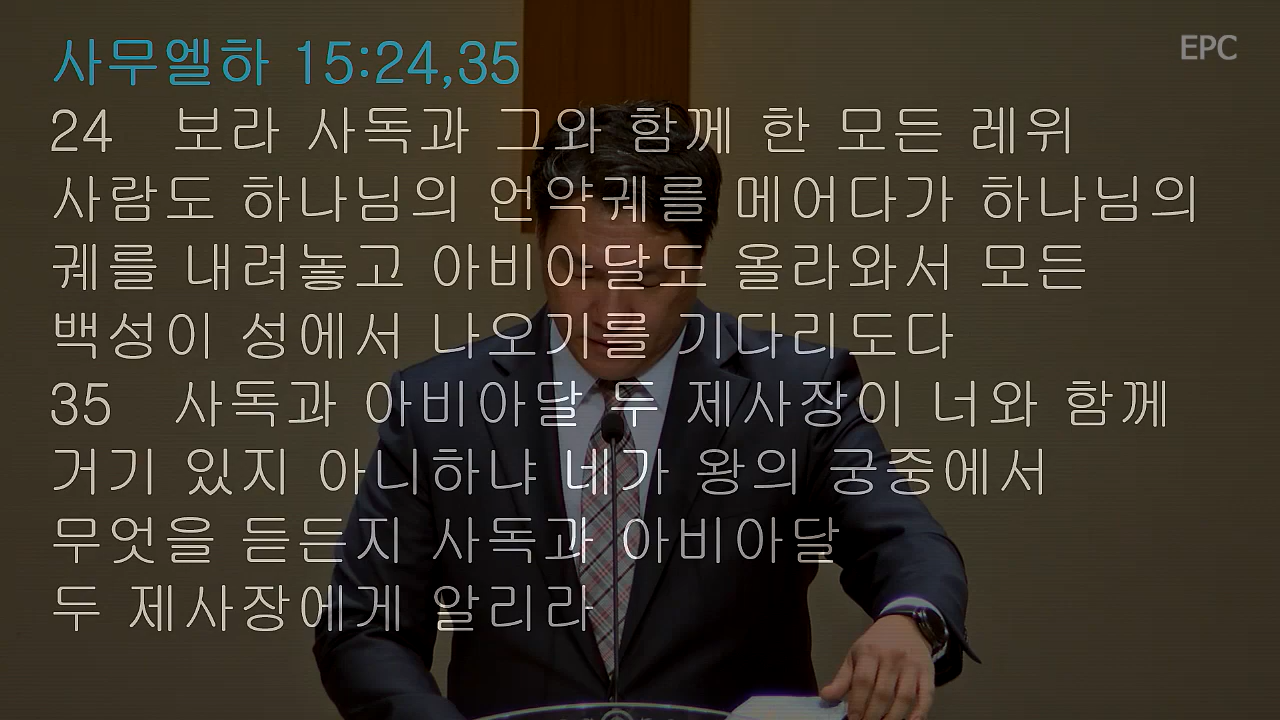 사무엘하 15:24,35
EPC
24 보라 사독과 그와 함께 한 모든 레위
사람도 하나님의 언약궤를 메어다가 하나님의
궤를 내려놓고 아비아달도 올라와서 모든
백성이 성에서 나오기를 기다리도다
35 사독과 아비아달 두 제사장이 너와 함께
거기 있지 아니하냐 네가 왕의 궁중에서
무엇을 듣든지 사독과 아비아달
두 제사장에게 알리라